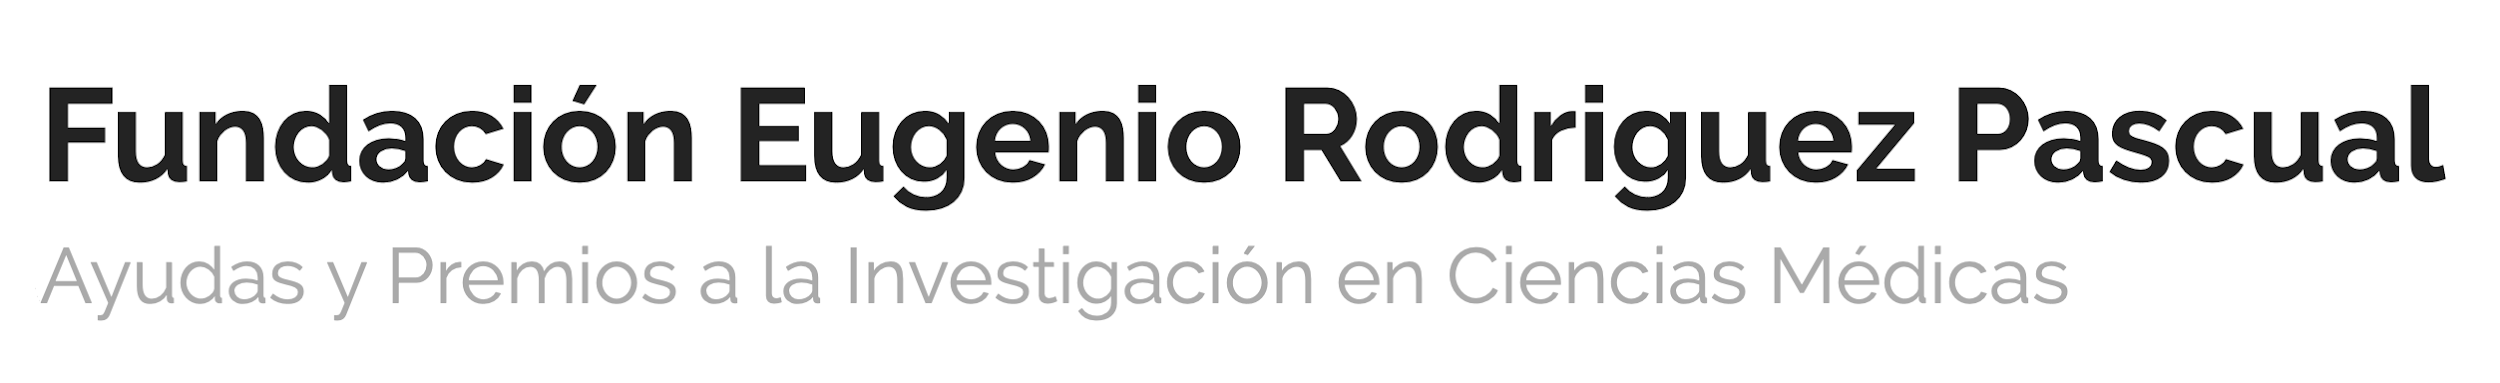 Fundación Eugenio Rodriguez Pascual
Ayudas y Premios a la Investigación en Ciencias Médicas